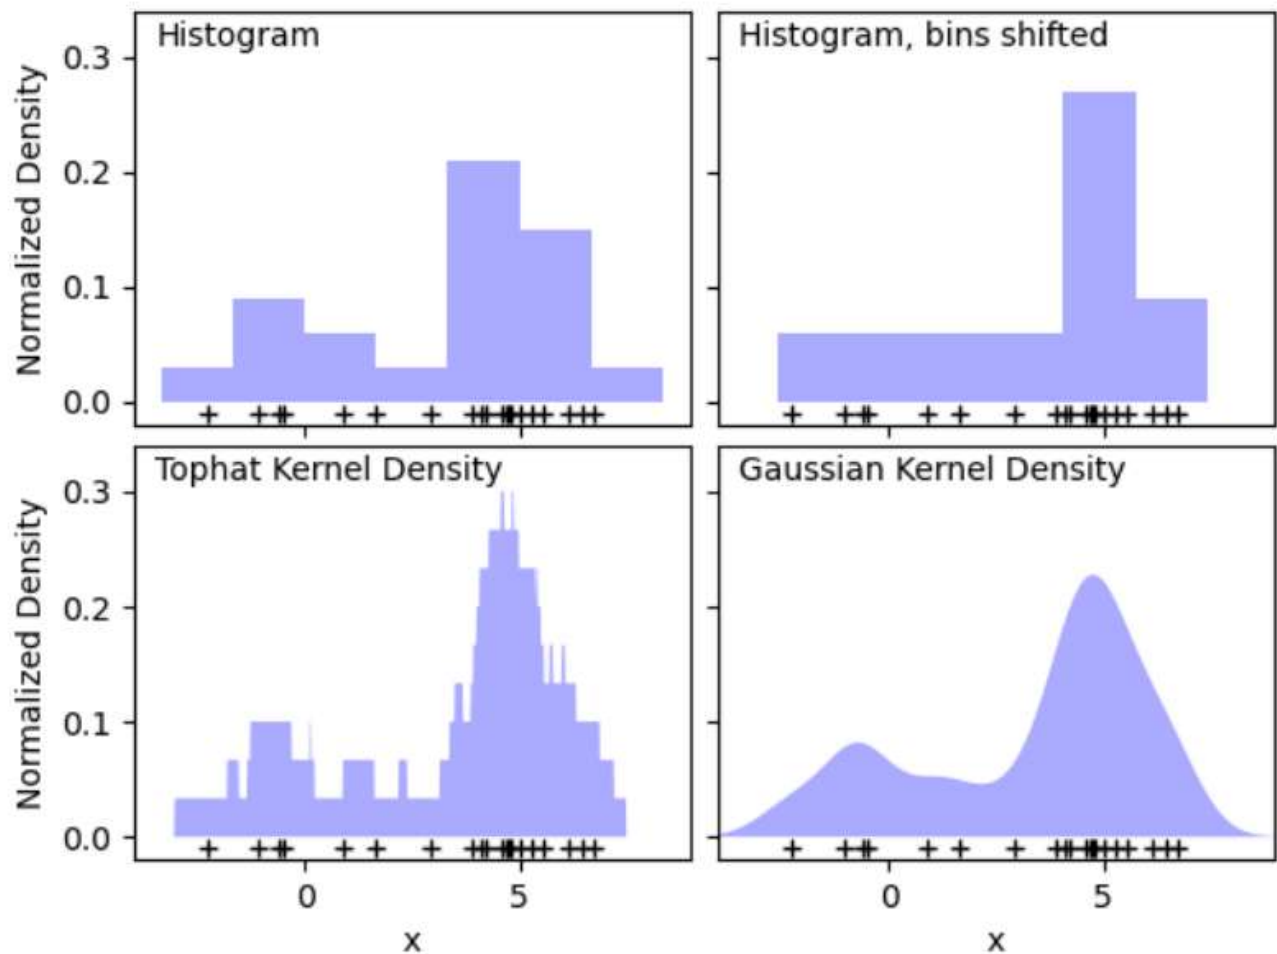 Histogram
Histogram, bins shifted
Normalized Density
0.3
0.2
0.1
0.0
Tophat Kernel Density
Gaussian Kernel Density
Normalized Density
0.3
0.2
0.1
0.0
0
5
0
5
x
x